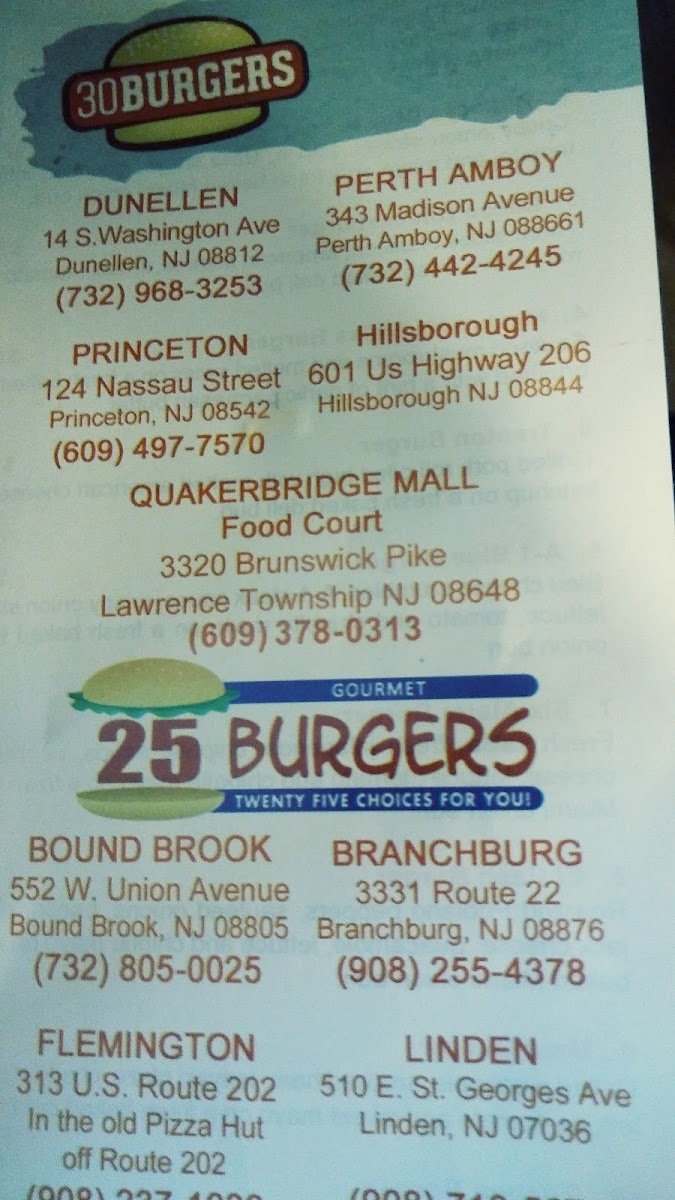 30BURGERS
DUNELLEN
14 S.Washington Ave
Dunellen, NJ 08812
(732) 968-3253
PERTH AMBOY
343 Madison Avenue
Perth Amboy, NJ 088661
(732) 442-4245
PRINCETON
124 Nassau Street
Princeton, NJ 08542
(609) 497-7570
Hillsborough
601 Us Highway 206
Hillsborough NJ 08844
QUAKERBRIDGE MALL
Food Court
3320 Brunswick Pike
Lawrence Township NJ 08648
(609) 378-0313
GOURMET
25 BURGERS
TWENTY FIVE CHOICES FOR YOU!
BOUND BROOK
552 W. Union Avenue
Bound Brook, NJ 08805
(732) 805-0025
BRANCHBURG
3331 Route 22
Branchburg, NJ 08876
(908) 255-4378
FLEMINGTON
313 U.S. Route 202
In the old Pizza Hut
off Route 202
(908)
LINDEN
510 E. St. Georges Ave
Linden, NJ 07036
(908)